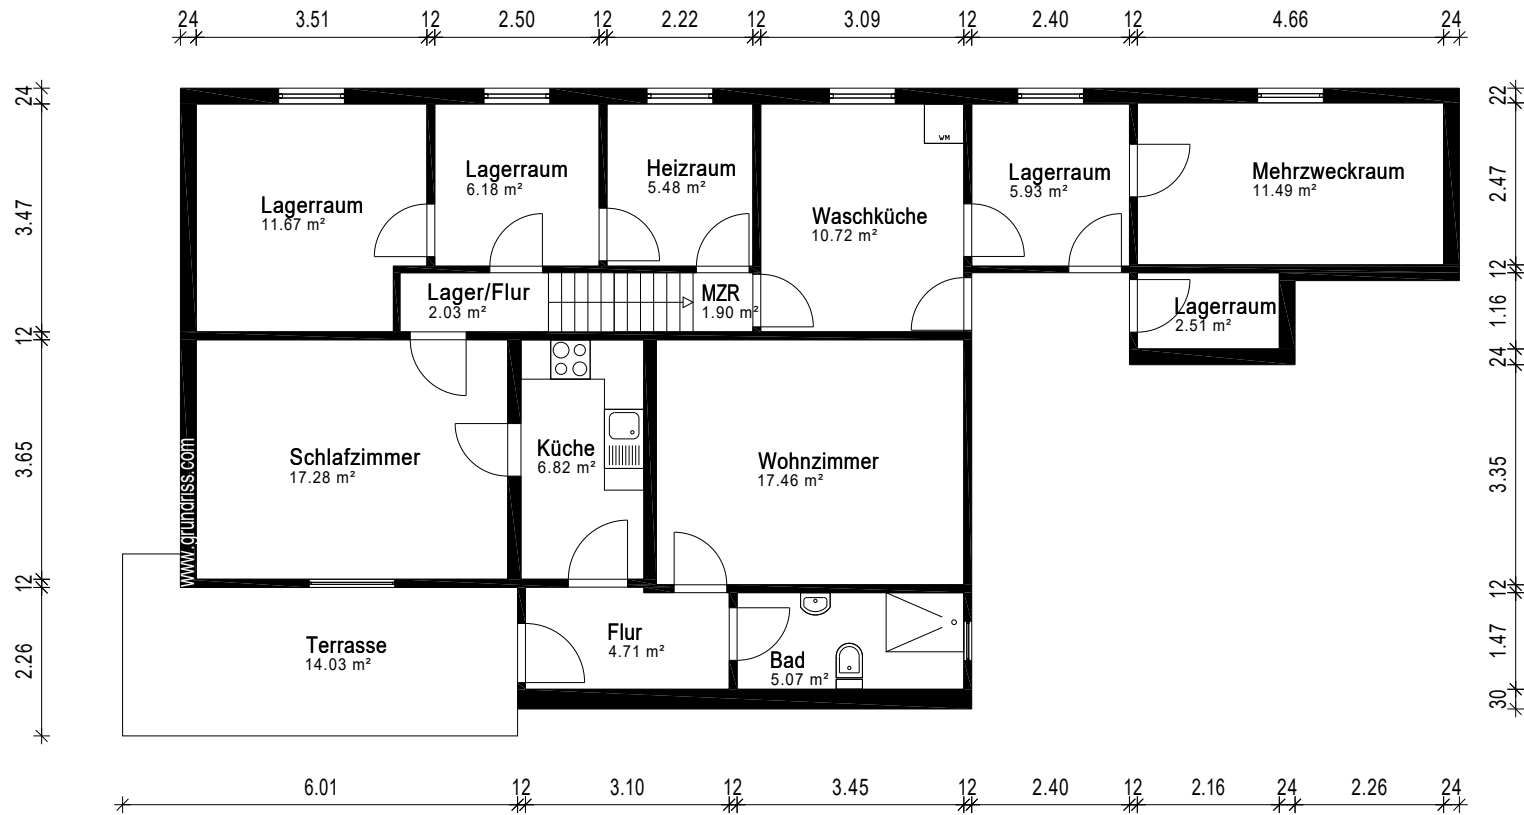 24 3.51 12 2.50 12 2.22 12 3.09 12 2.40 12 4.66 24
24
3.47
12
3.65
12
2.26
22
2.47
12
1.16
24
3.35
12
1.47
30
WM
Lagerraum
11.67 m²
Lagerraum
6.18 m²
Heizraum
5.48 m²
Waschküche
10.72 m²
Lagerraum
5.93 m²
Mehrzweckraum
11.49 m²
Lager/Flur
2.03 m²
MZR
1.90 m²
Lagerraum
2.51 m²
Schlafzimmer
17.28 m²
Küche
6.82 m²
Wohnzimmer
17.46 m²
www.grundriss.com
Terrasse
14.03 m²
Flur
4.71 m²
Bad
5.07 m²
6.01 12 3.10 12 3.45 12 2.40 12 2.16 24 2.26 24